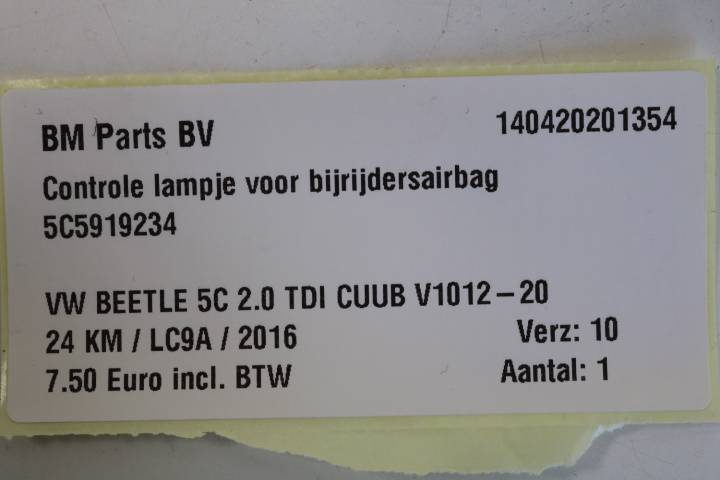 BM Parts BV 140420201354
Controle lampje voor bijrijdersairbag
5C5919234
VW BEETLE 5C 2.0 TDI CUUB V1012-20
24 KM / LC9A / 2016 Verz: 10
7.50 Euro incl. BTW Aantal: 1